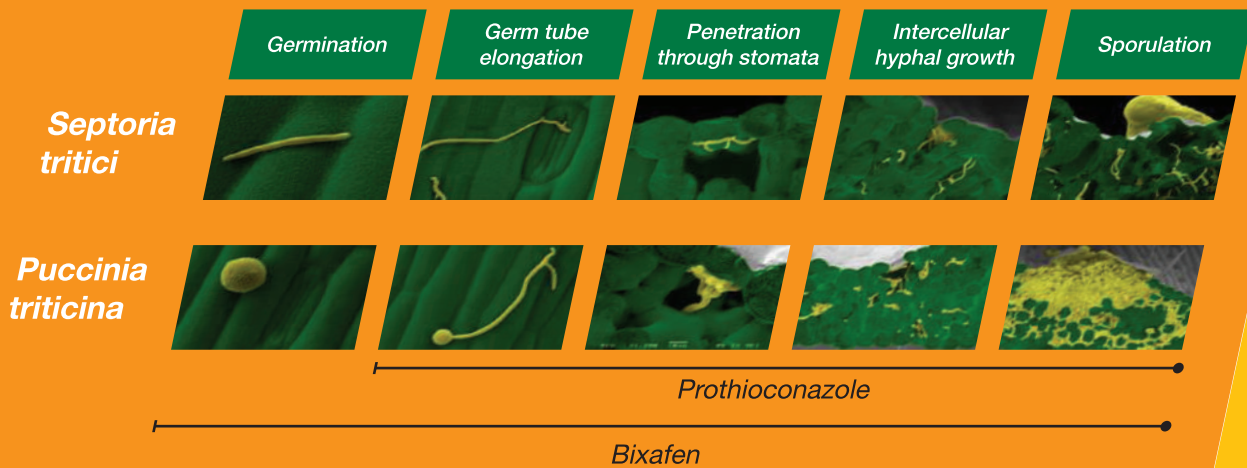 Germination
Germ tube
elongation
Penetration
through stomata
Intercellular
hyphal growth
Sporulation
Septoria
tritici
Puccinia
triticina
Prothioconazole
Bixafen